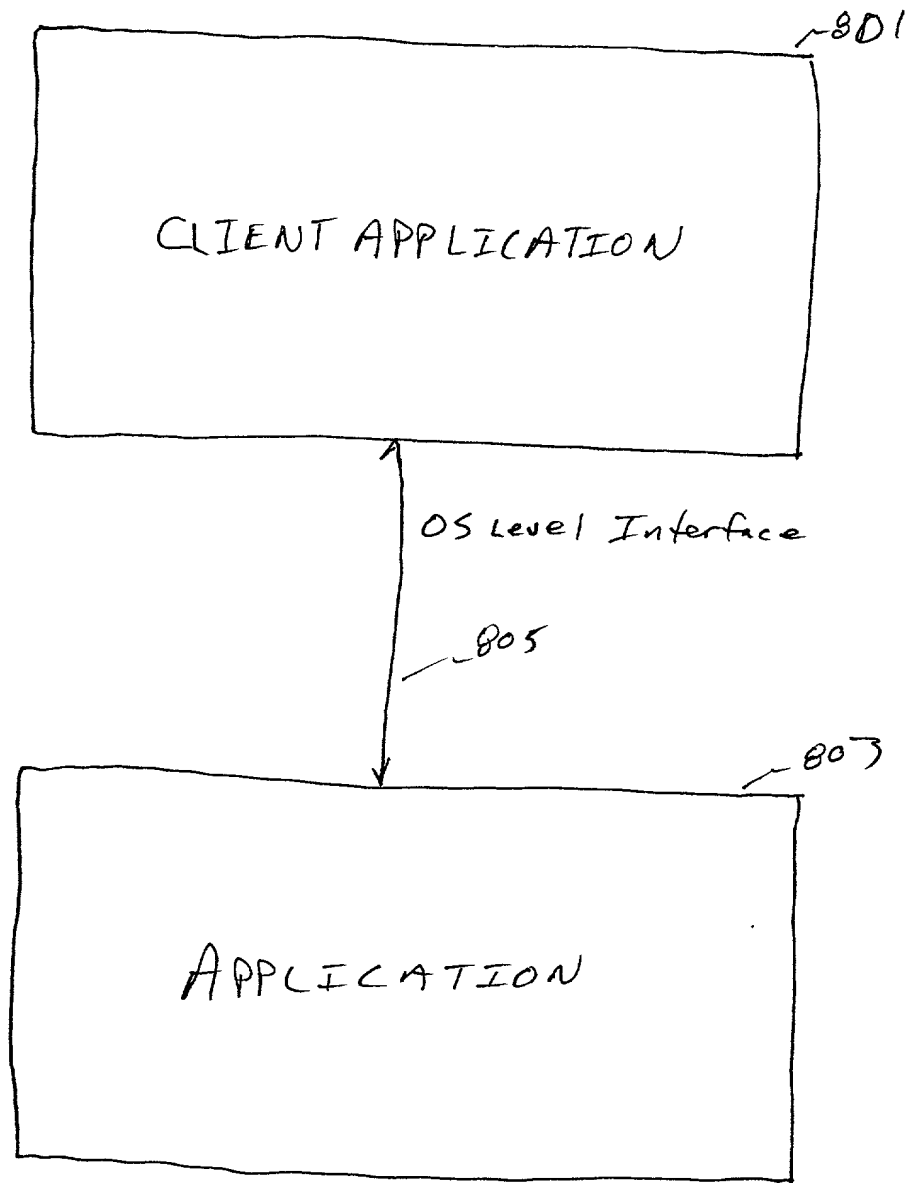 801
CLIENT APPLICATION
OS Level Interface
805
803
APPLICATION